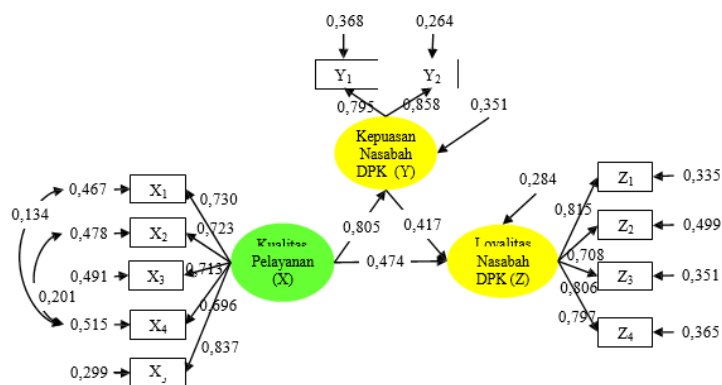 0,368
0,264
Y1
Y2
0,795
0,858
0,351
Kepuasan
Nasabah
DPK (Y)
0,284
0,467
X1
0,730
0,134
0,478
X2
0,723
0,491
X3
0,713
0,201
0,515
X4
0,696
0,299
X5
0,837
Kualitas
Pelayanan
(X)
0,805
0,417
0,474
Loyalitas
Nasabah
DPK (Z)
Z1
0,335
0,815
Z2
0,499
0,708
Z3
0,351
0,806
Z4
0,365
0,797